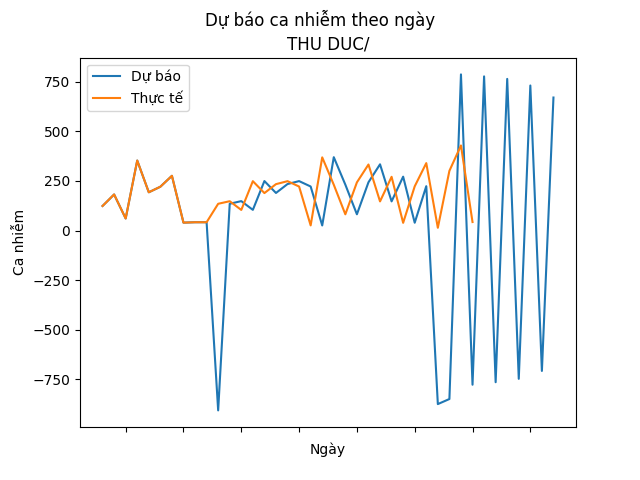 Dự báo ca nhiễm theo ngày
THU DUC/
Dự báo
Thực tế
750
500
250
0
−250
−500
−750
Ca nhiễm
Ngày